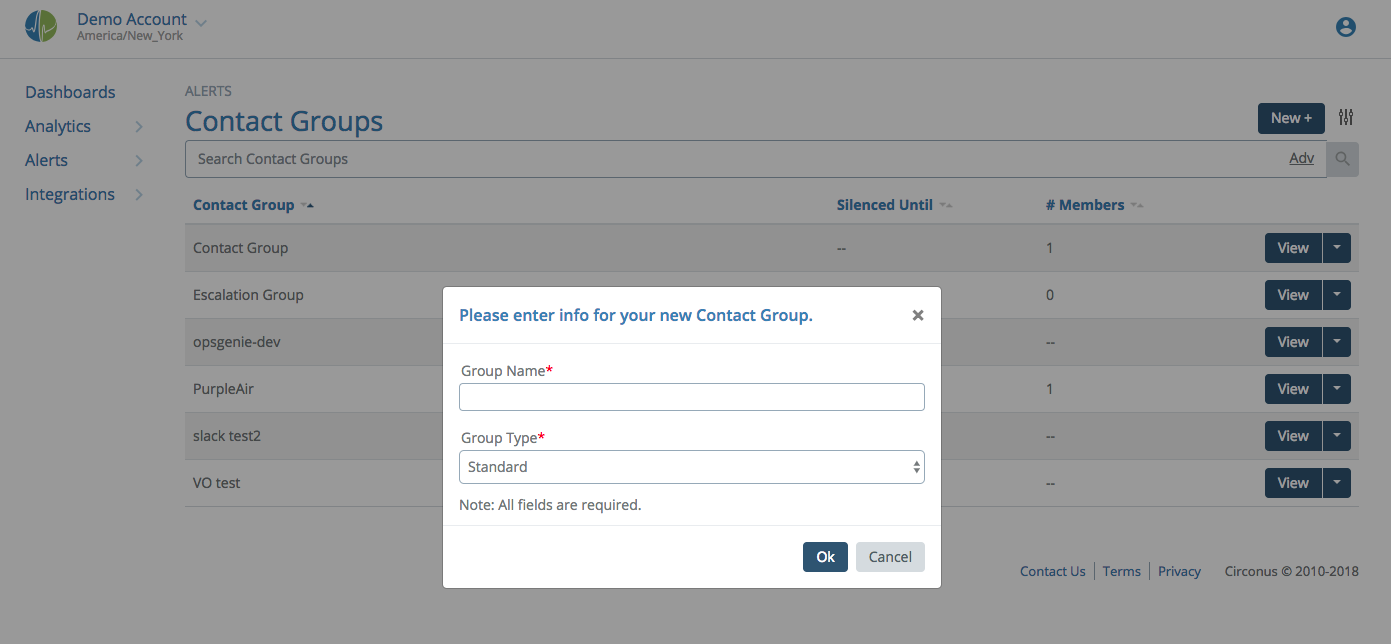 Demo Account
America/New_York
Dashboards
Analytics
Alerts
Integrations
ALERTS
Contact Groups
New +
Search Contact Groups Adv
Contact Group Silenced Until # Members
Contact Group -- 1 View
Escalation Group 0 View
opsgenie-dev -- View
PurpleAir 1 View
slack test2 -- View
VO test -- View
Please enter info for your new Contact Group. ×
Group Name*
Group Type*
Standard
Note: All fields are required.
Ok Cancel
Contact Us Terms Privacy Circonus © 2010-2018